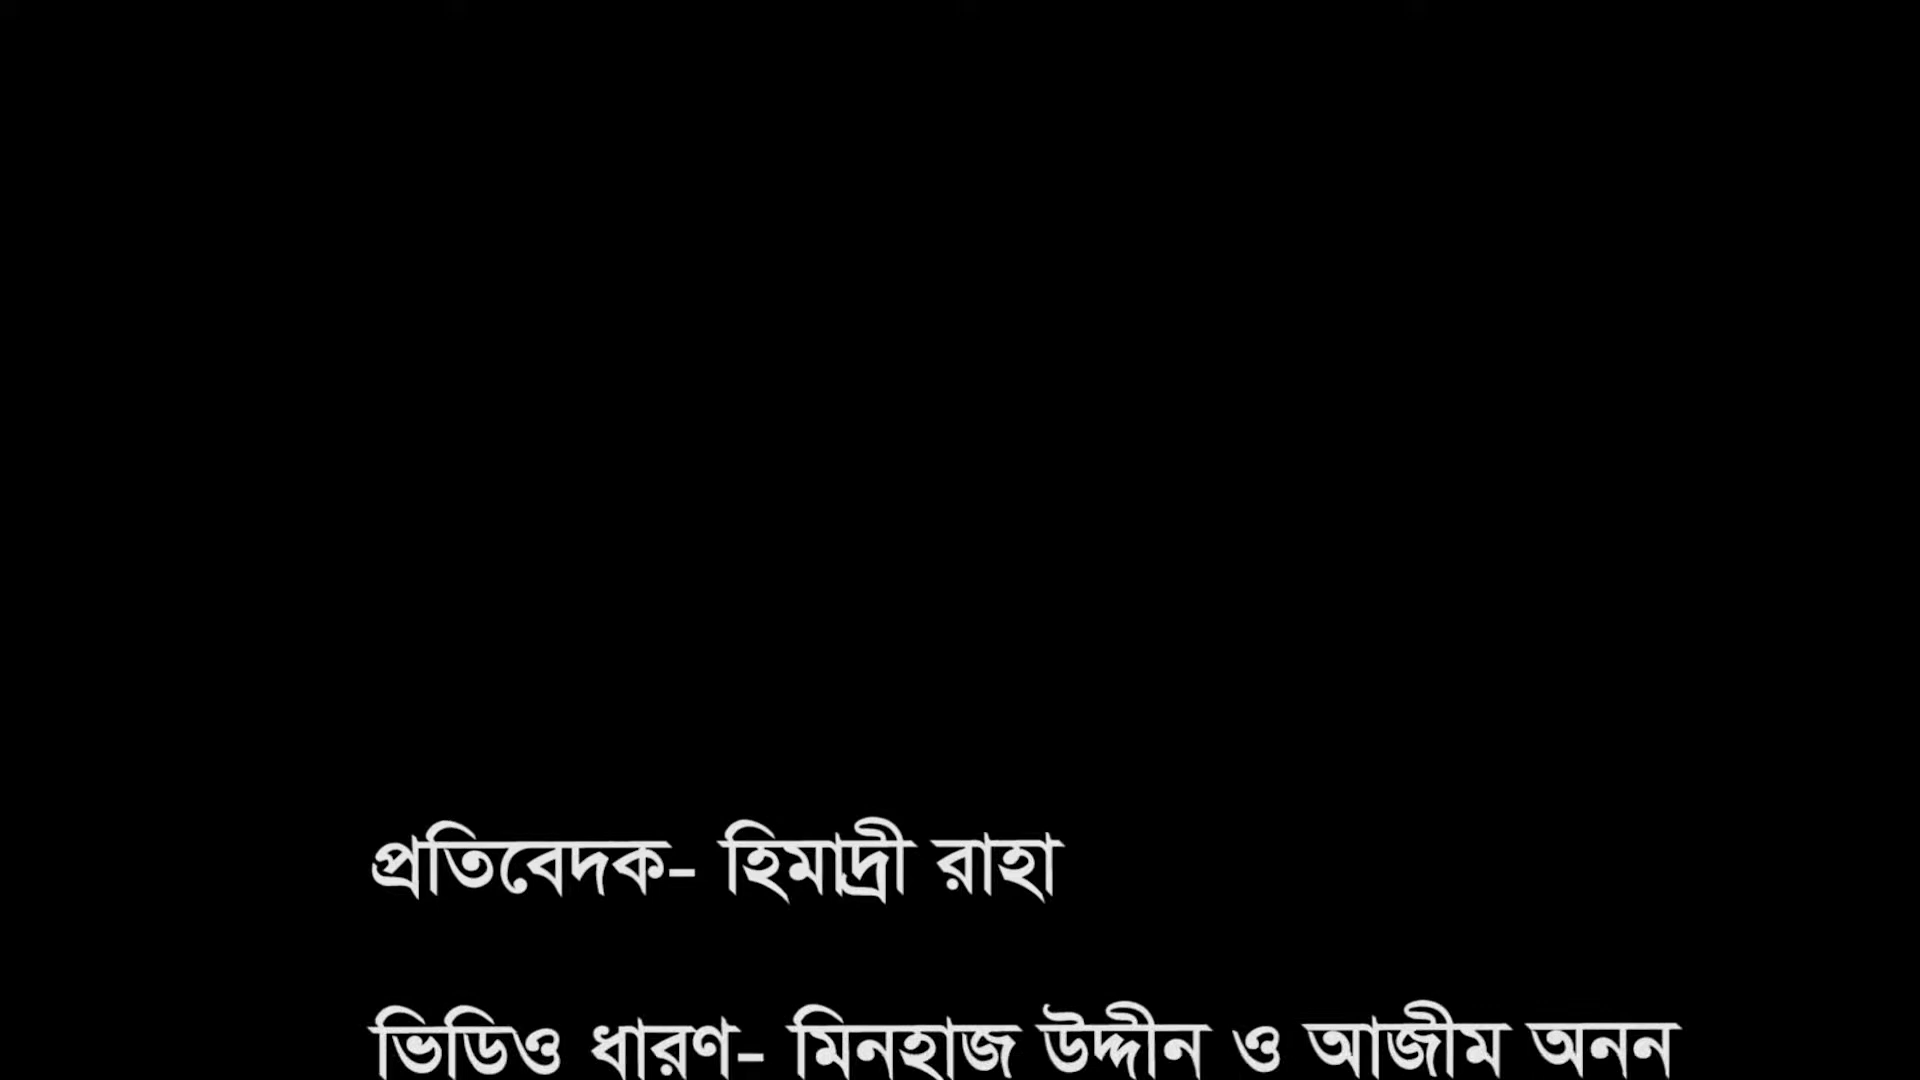 প্রতিবেদক- হিমাদ্রী রাহা
ভিডিও ধারণ- মিনহাজ উদ্দীন ও আজীম অনন